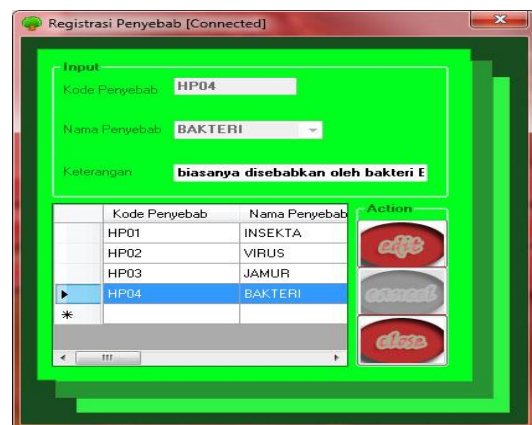 Registrasi Penyebab [Connected]
Input
Kode Penyebab HP04
Nama Penyebab BAKTERI
Keterangan biasanya disebabkan oleh bakteri E
Kode Penyebab Nama Penyebab
HP01 INSEKTA
HP02 VIRUS
HP03 JAMUR
HP04 BAKTERI
Action
edit
cancel
close